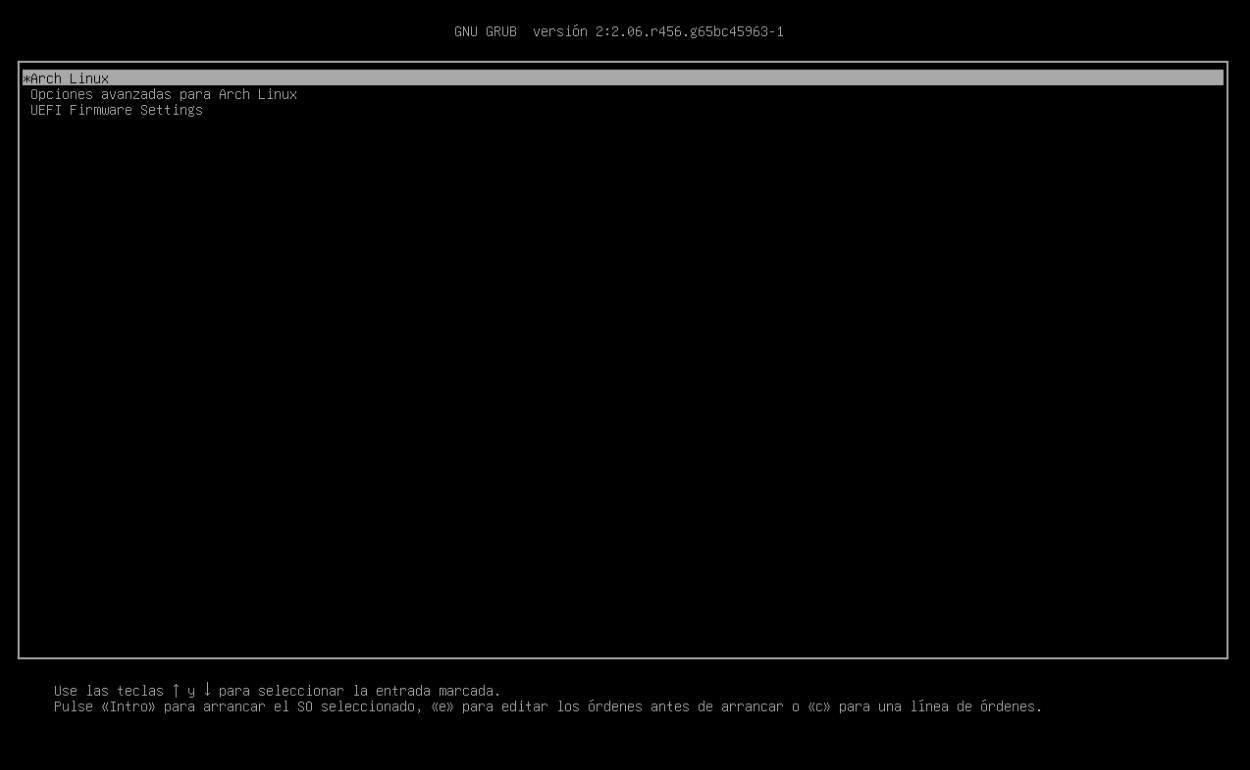 GNU GRUB  versión 2:2.06.r456.g65bc45963-1
*Arch Linux
Opciones avanzadas para Arch Linux
UEFI Firmware Settings
Use las teclas ↑ y ↓ para seleccionar la entrada marcada.
Pulse «Intro» para arrancar el SO seleccionado, «e» para editar los órdenes antes de arrancar o «c» para una línea de órdenes.